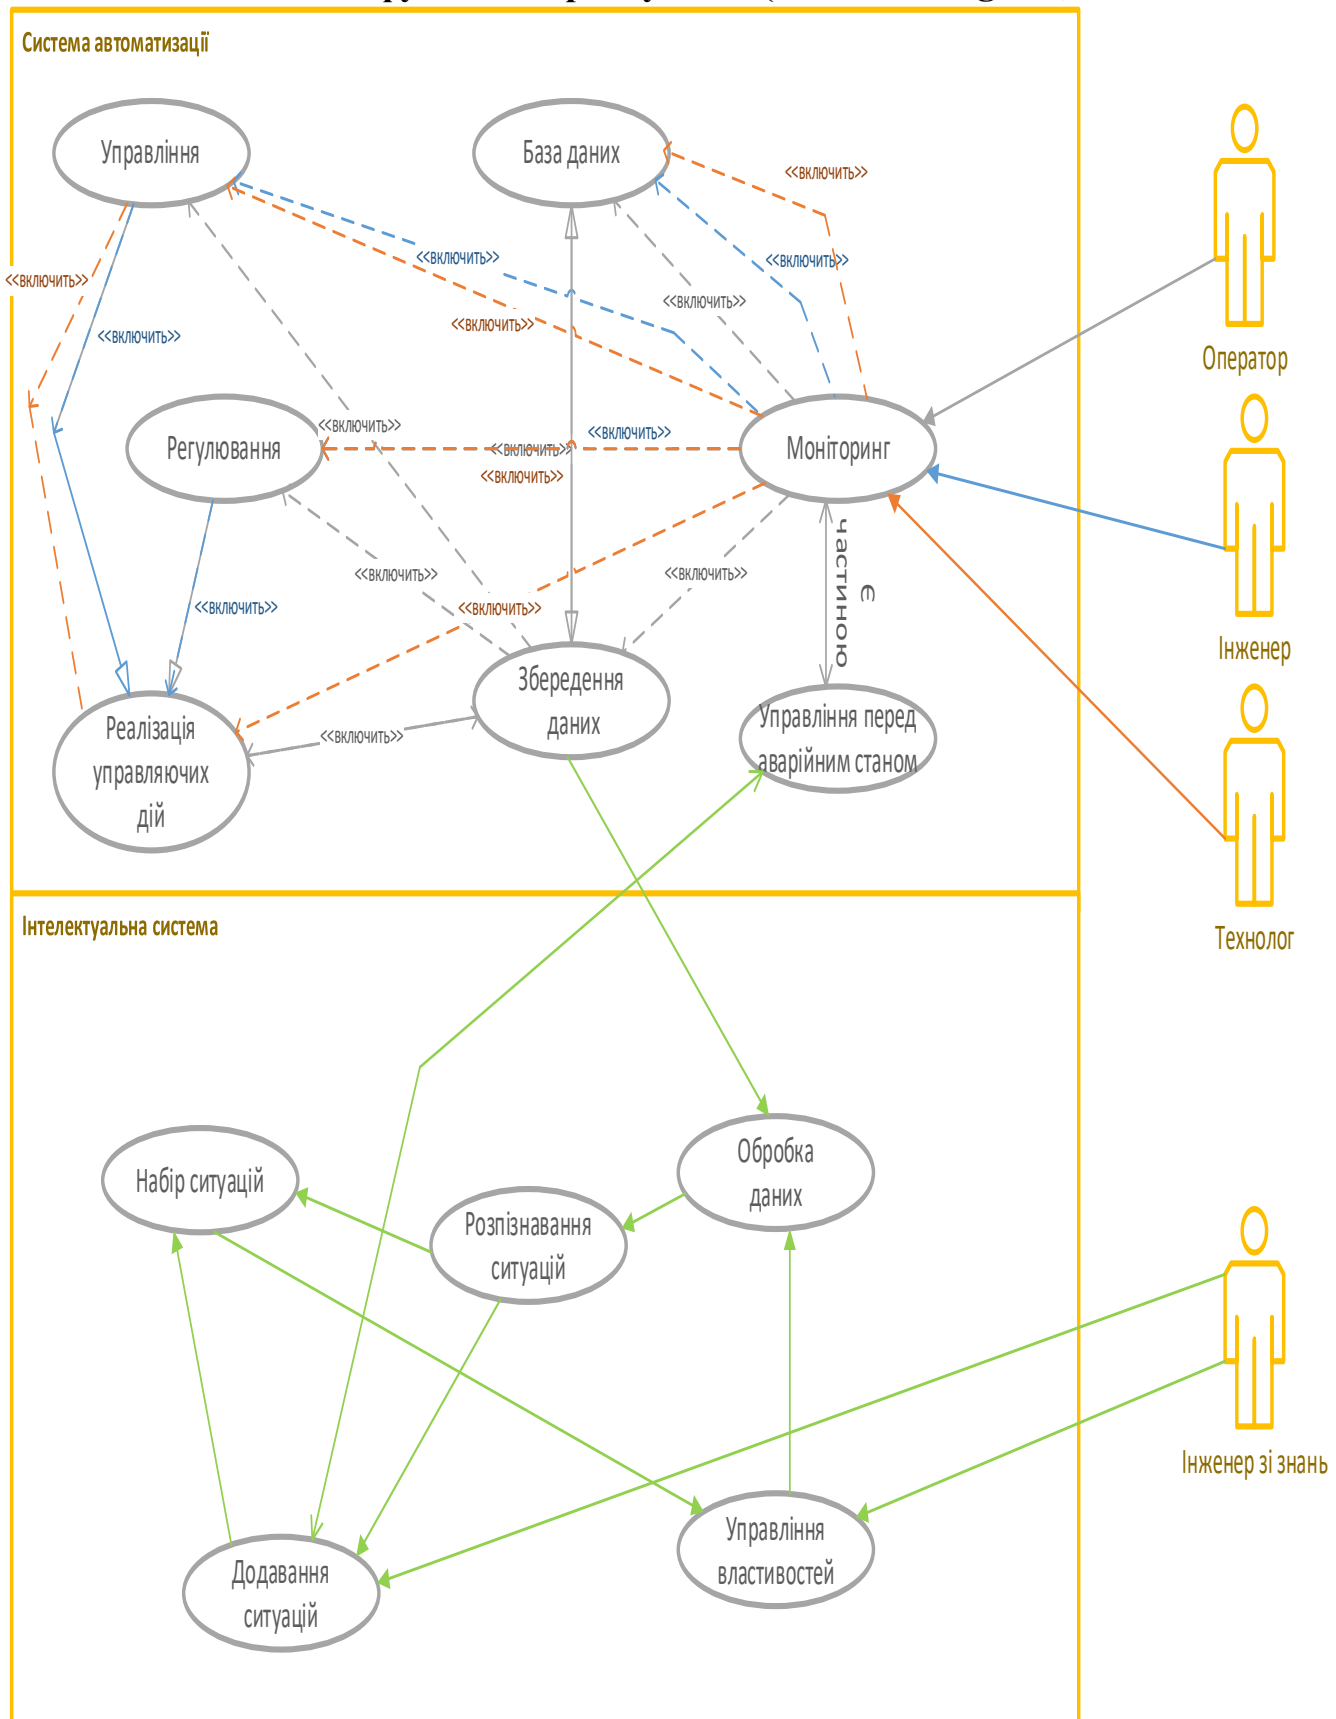 Система автоматизації
Управління
База даних
<<включить>>
<<включить>>
<<включить>>
<<включить>>
<<включить>>
<<включить>>
<<включить>>
Оператор
<<включить>>
<<включить>>
<<включить>>
Регулювання
<<включить>>
<<включить>>
Моніторинг
є
частиною
<<включить>>
<<включить>>
<<включить>>
<<включить>>
Інженер
Збередення
даних
Реалізація
управляючих
дій
<<включить>>
Управління перед
аварійним станом
Інтелектуальна система
Технолог
Набір ситуацій
Обробка
даних
Розпізнавання
ситуацій
Інженер зі знань
Управління
властивостей
Додавання
ситуацій